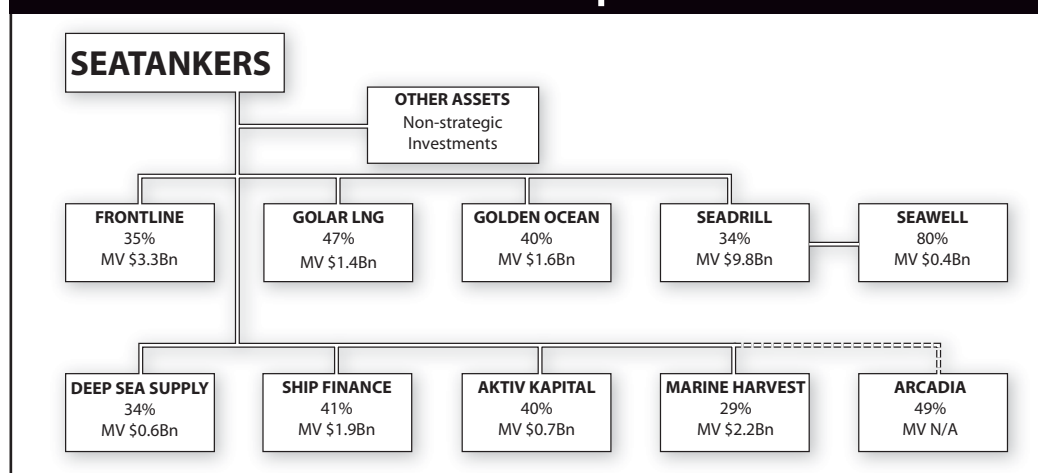 SEATANKERS
OTHER ASSETS
Non-strategic
Investments
FRONTLINE
35%
MV $3.3Bn
GOLAR LNG
47%
MV $1.4Bn
GOLDEN OCEAN
40%
MV $1.6Bn
SEADRILL
34%
MV $9.8Bn
SEAWELL
80%
MV $0.4Bn
DEEP SEA SUPPLY
34%
MV $0.6Bn
SHIP FINANCE
41%
MV $1.9Bn
AKTIV KAPITAL
40%
MV $0.7Bn
MARINE HARVEST
29%
MV $2.2Bn
ARCADIA
49%
MV N/A